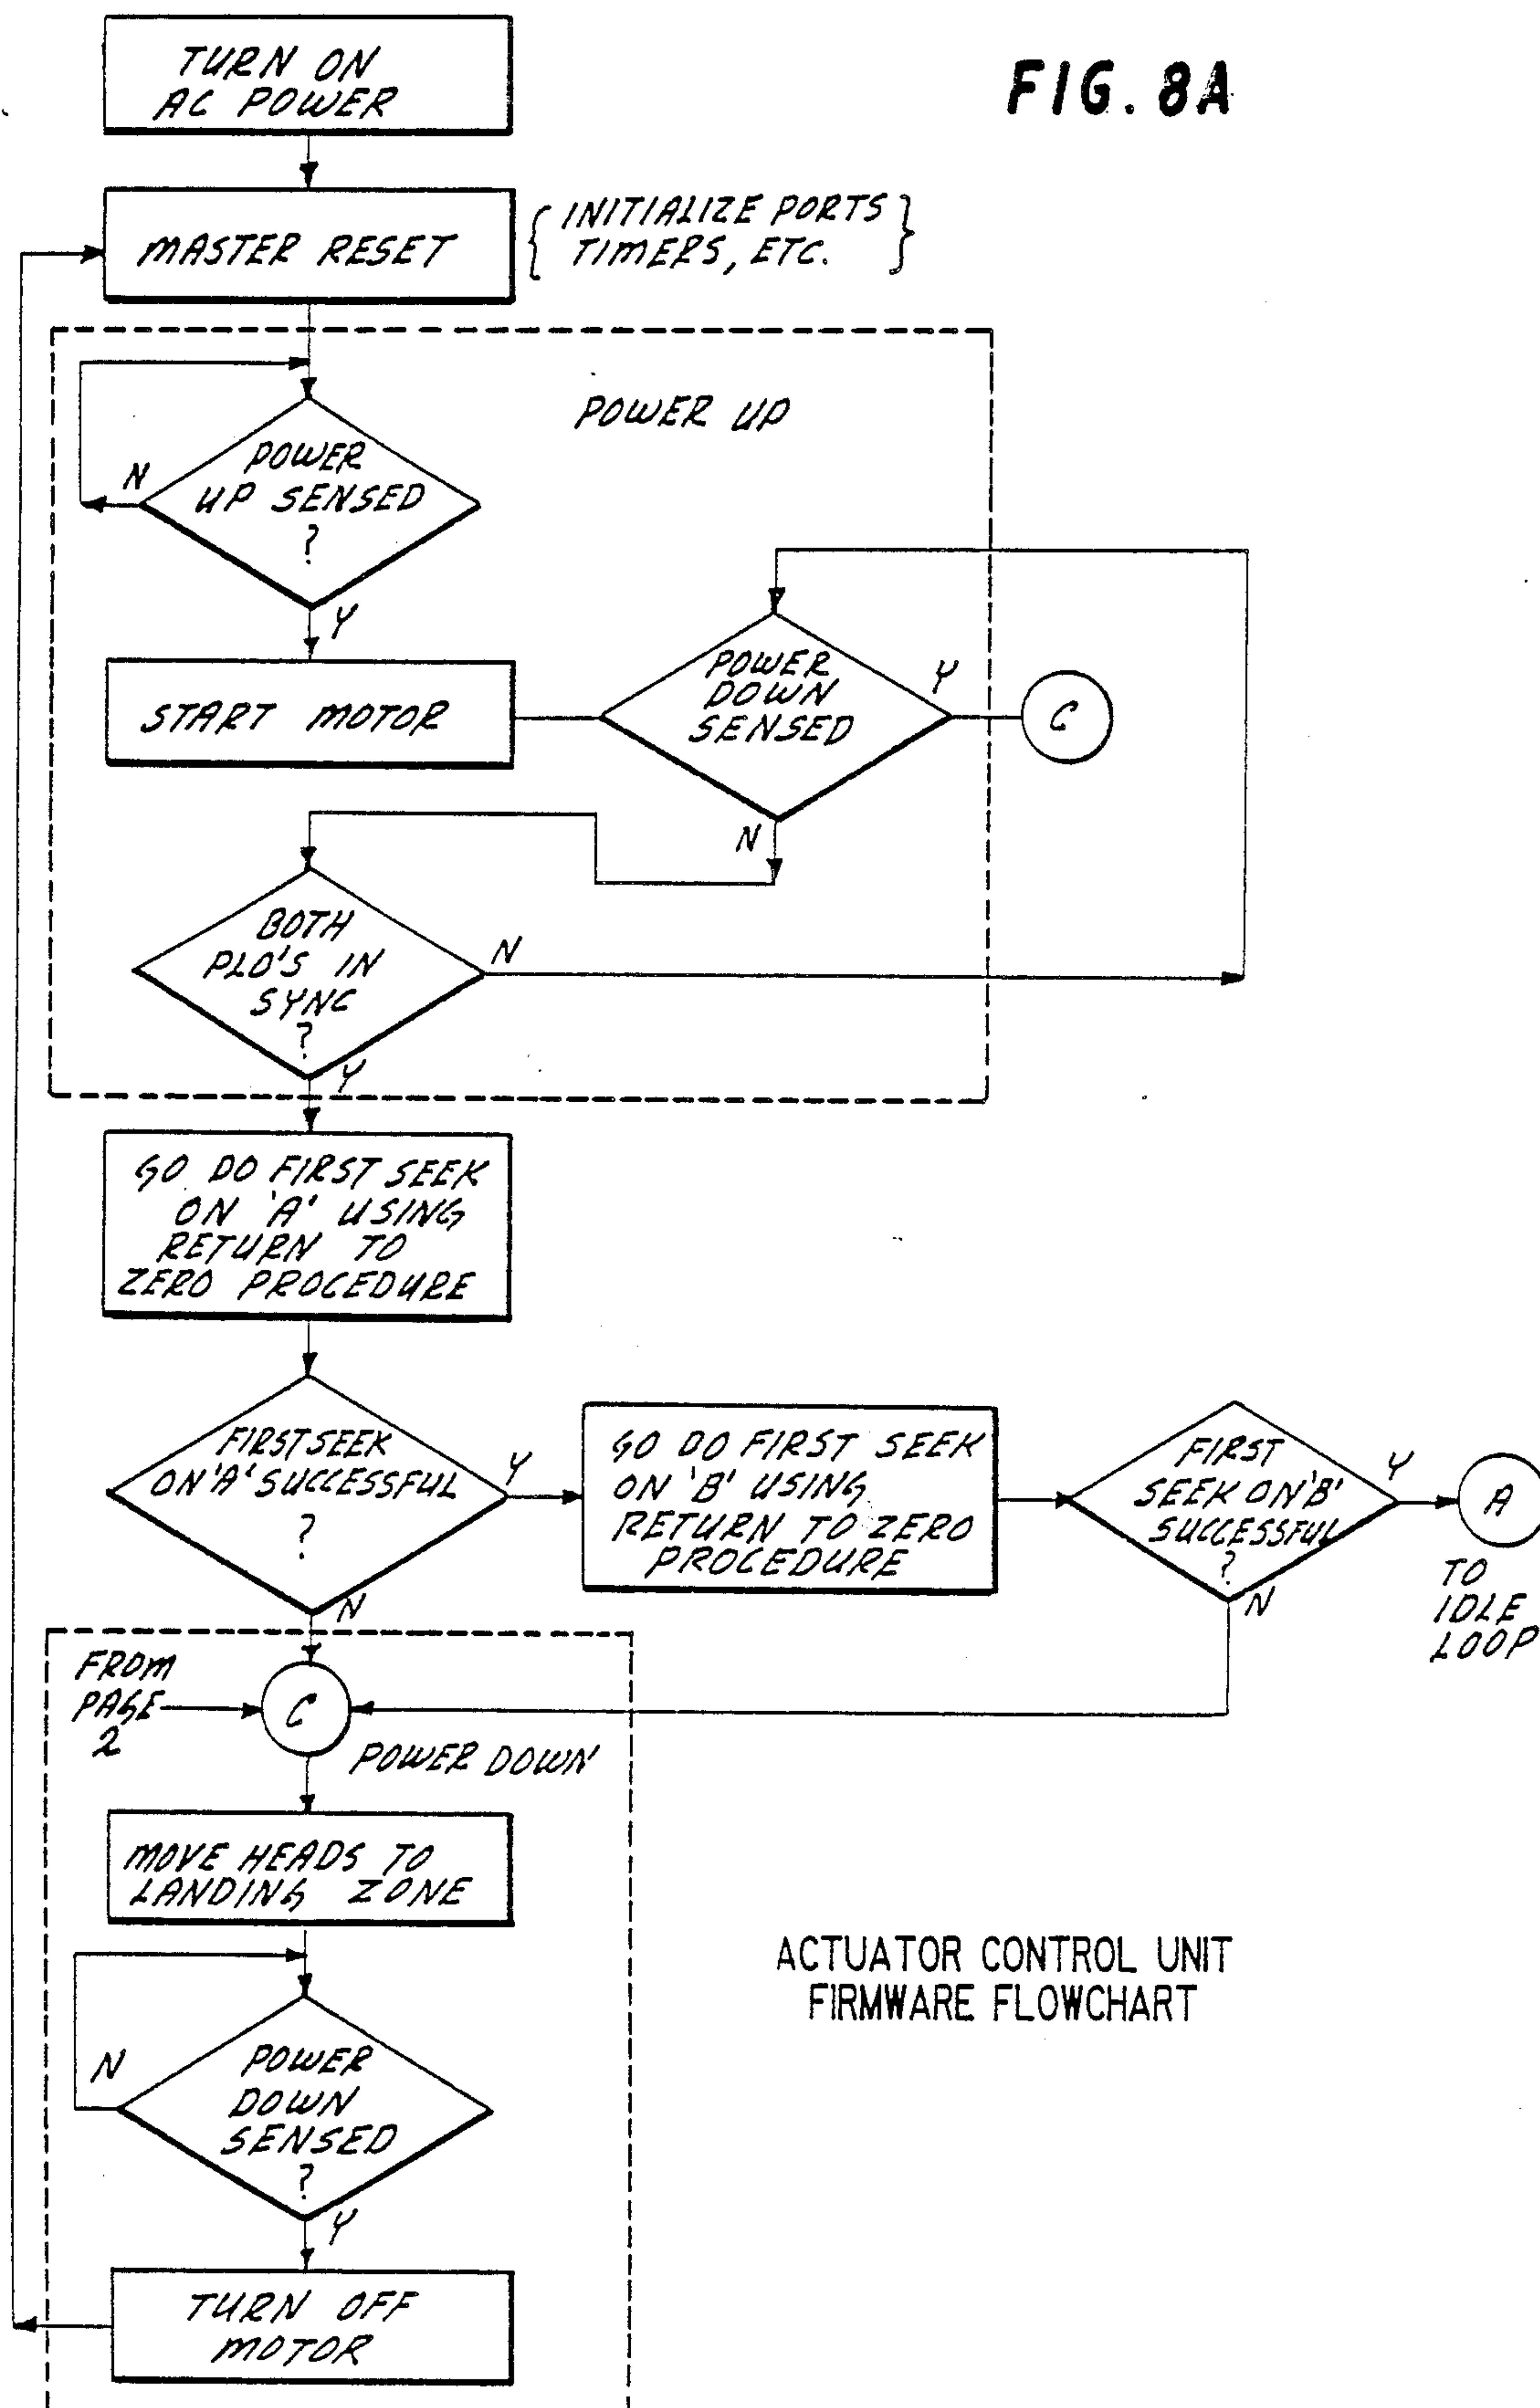 FIG. 8A
TURN ON
AC POWER
MASTER RESET
{ INITIALIZE PORTS }
TIMERS, ETC.
POWER UP
POWER
UP SENSED
?
N
Y
START MOTOR
POWER
DOWN
SENSED
Y
C
N
BOTH
PLO'S IN
SYNC
?
N
Y
GO DO FIRST SEEK
ON 'A' USING
RETURN TO
ZERO PROCEDURE
FIRST SEEK
ON 'A' SUCCESSFUL
?
Y
N
GO DO FIRST SEEK
ON 'B' USING
RETURN TO ZERO
PROCEDURE
FIRST
SEEK ON 'B'
SUCCESSFUL
?
Y
N
A
TO
IDLE
LOOP
FROM
PAGE
2
C
POWER DOWN
MOVE HEADS TO
LANDING ZONE
POWER
DOWN
SENSED
?
N
Y
TURN OFF
MOTOR
ACTUATOR CONTROL UNIT
FIRMWARE FLOWCHART